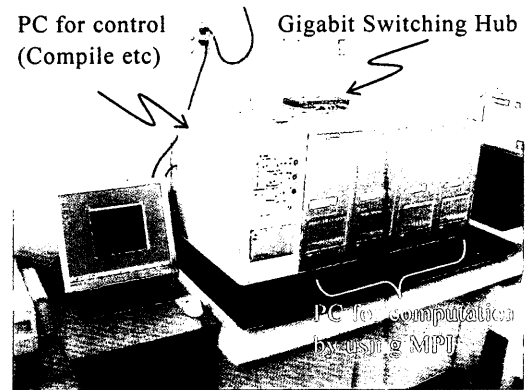 PC for control
(Compile etc)
Gigabit Switching Hub
PC for computation
by using MPI